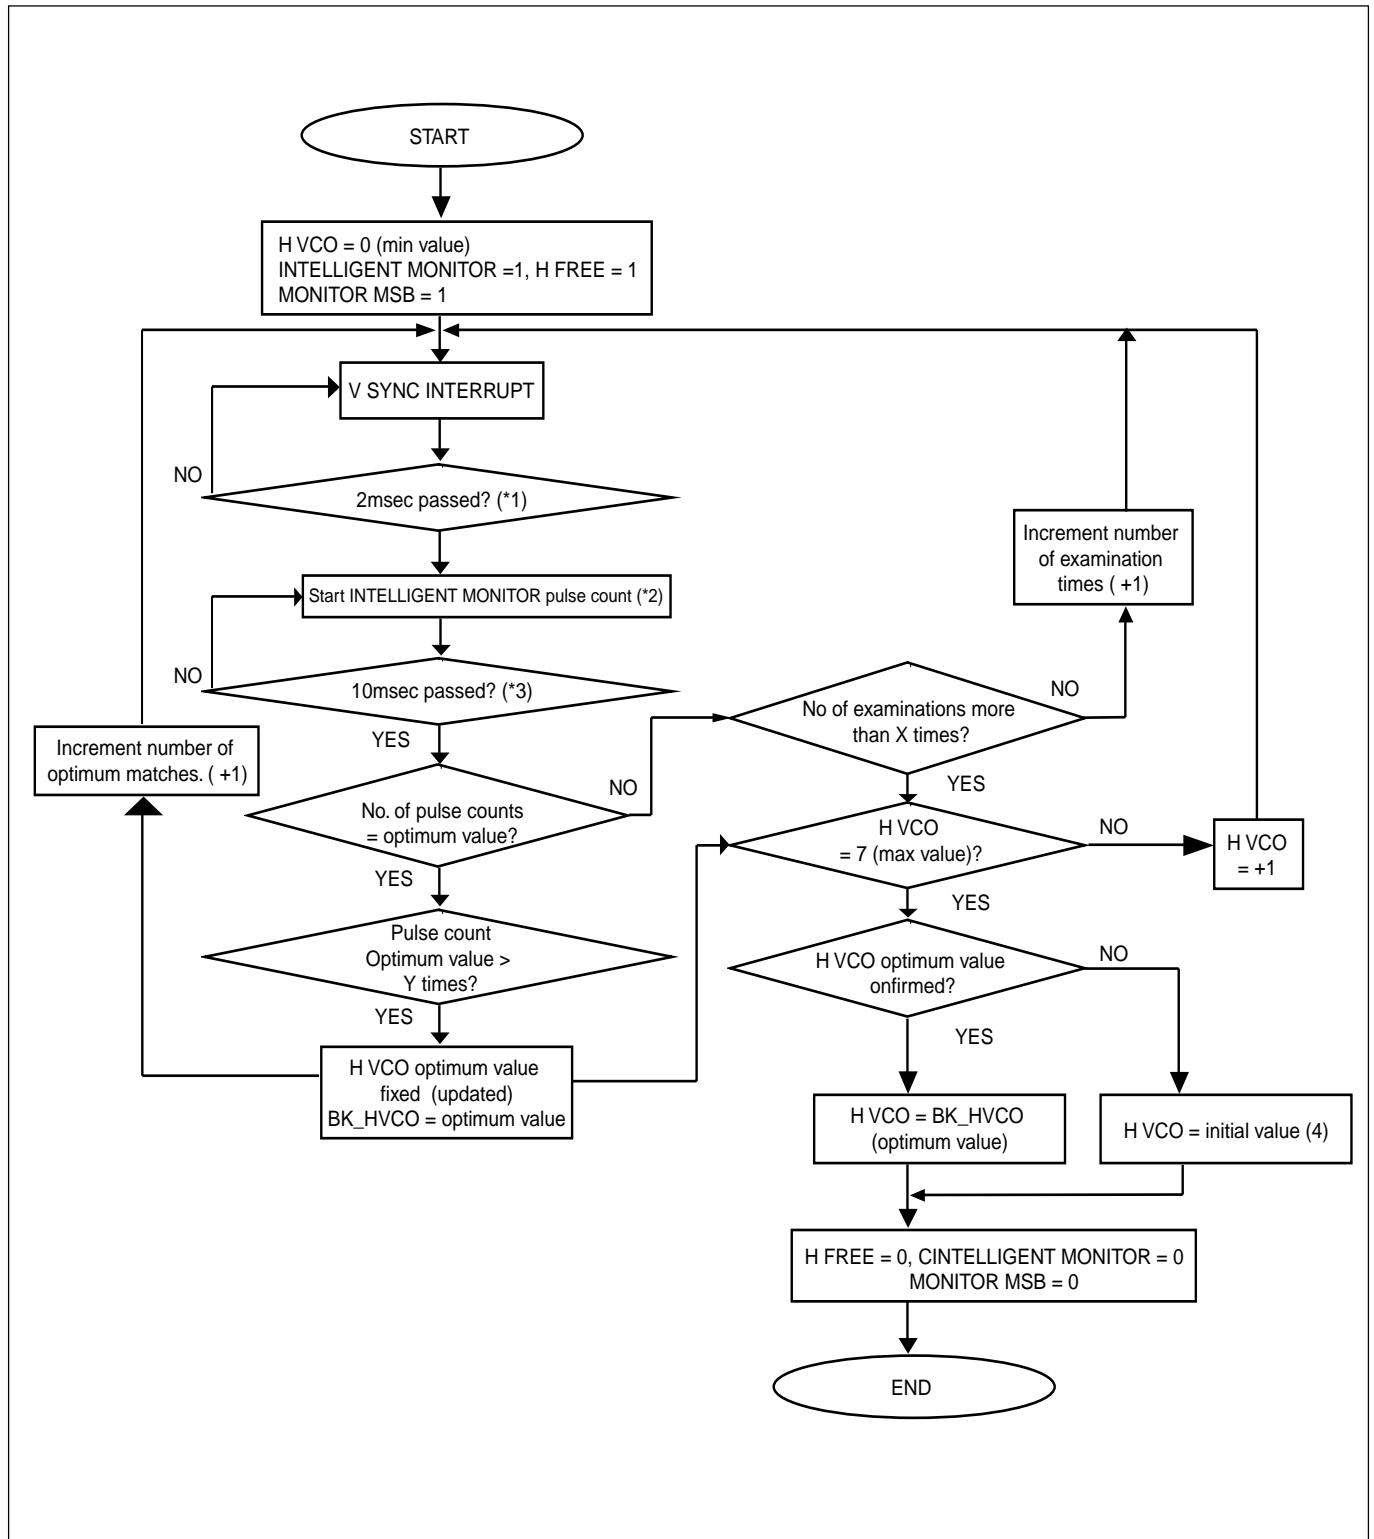 START
H VCO = 0 (min value)
INTELLIGENT MONITOR =1, H FREE = 1
MONITOR MSB = 1
V SYNC INTERRUPT
NO
2msec passed? (*1)
Start INTELLIGENT MONITOR pulse count (*2)
NO
10msec passed? (*3)
YES
Increment number of
optimum matches. ( +1)
No. of pulse counts
= optimum value?
NO
YES
Pulse count
Optimum value >
Y times?
YES
H VCO optimum value
fixed (updated)
BK_HVCO = optimum value
Increment number
of examination
times ( +1)
No of examinations more
than X times?
NO
YES
H VCO
= 7 (max value)?
NO
H VCO
= +1
YES
H VCO optimum value
onfirmed?
NO
YES
H VCO = BK_HVCO
(optimum value)
H VCO = initial value (4)
H FREE = 0, CINTELLIGENT MONITOR = 0
MONITOR MSB = 0
END